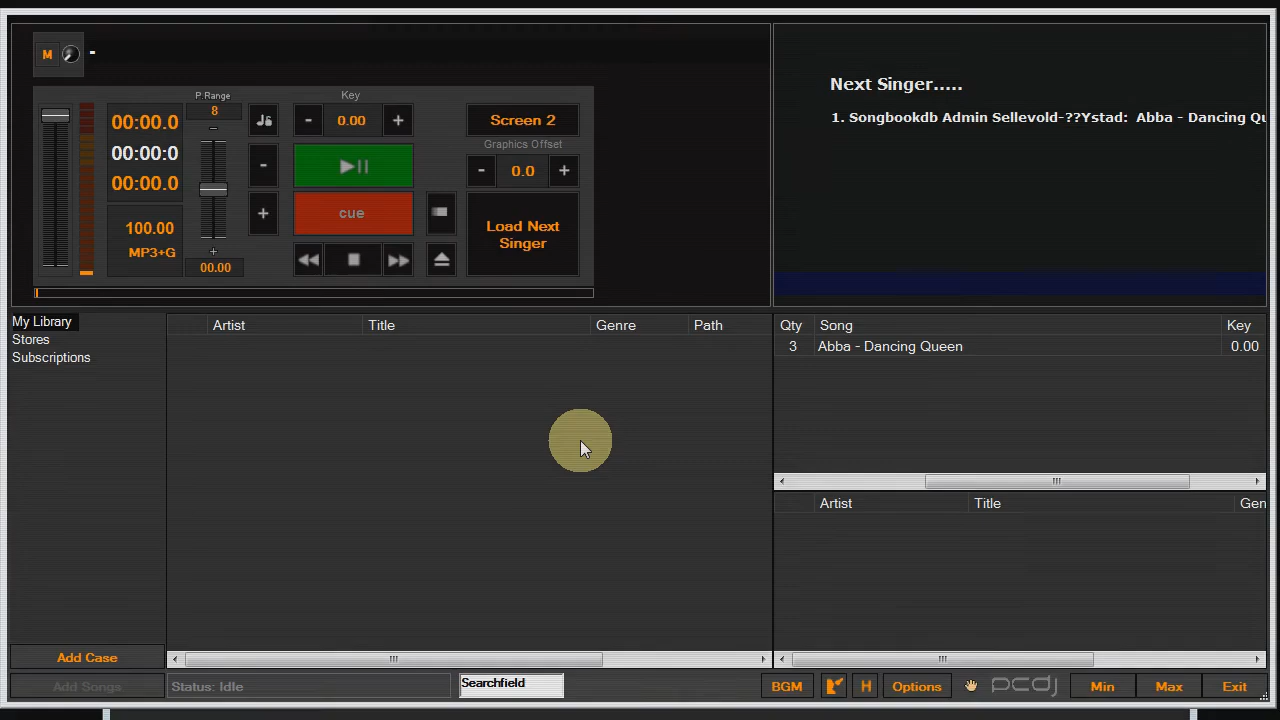 M -
P Range
8
Key
- 0.00 +
Screen 2
Graphics Offset
- 0.0 +
00:00.0
00:00:0
00:00.0
100.00
MP3+G
-
+
-
+
00.00
cue
Load Next
Singer
Next Singer.....
1. Songbookdb Admin Sellevold-??Ystad: Abba - Dancing Qu
My Library
Stores
Subscriptions
Artist Title Genre Path
Qty Song Key
3 Abba - Dancing Queen 0.00
Artist Title Gen
Add Case
Add Songs
Status: Idle
Searchfield
BGM H Options pcdj Min Max Exit